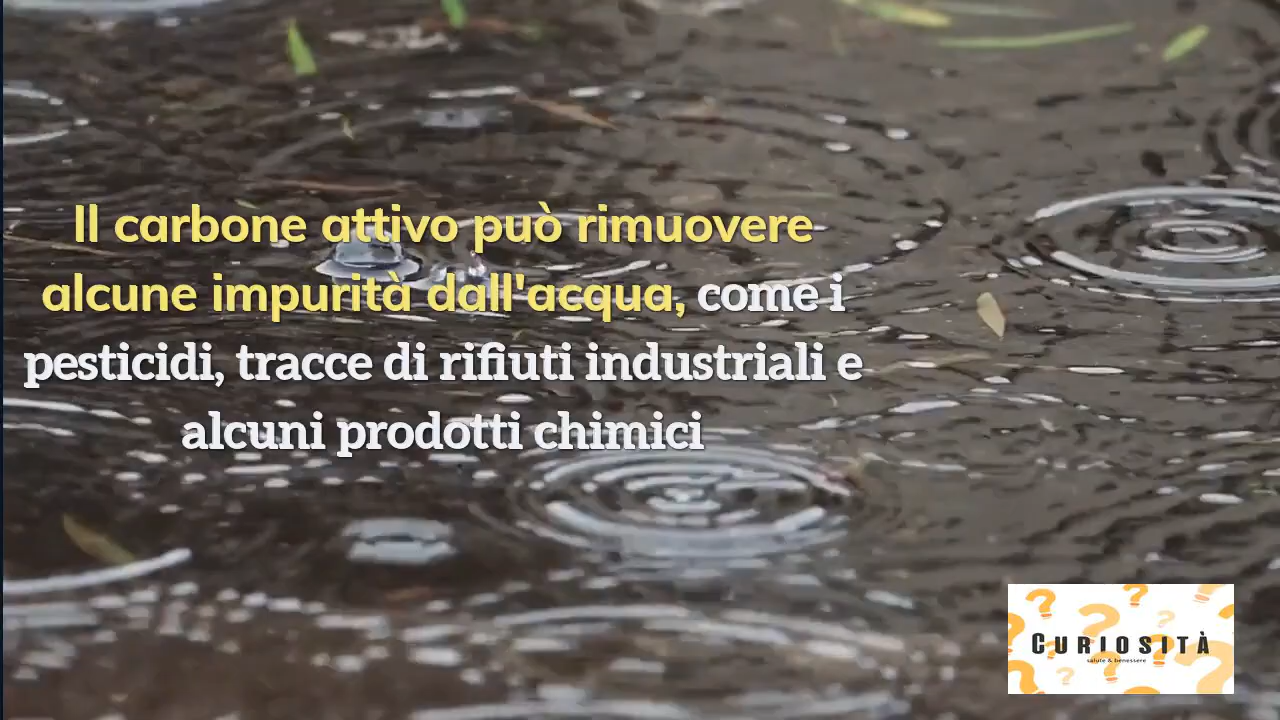 Il carbone attivo può rimuovere
alcune impurità dall'acqua, come i
pesticidi, tracce di rifiuti industriali e
alcuni prodotti chimici
CURIOSITÀ
salute & benessere